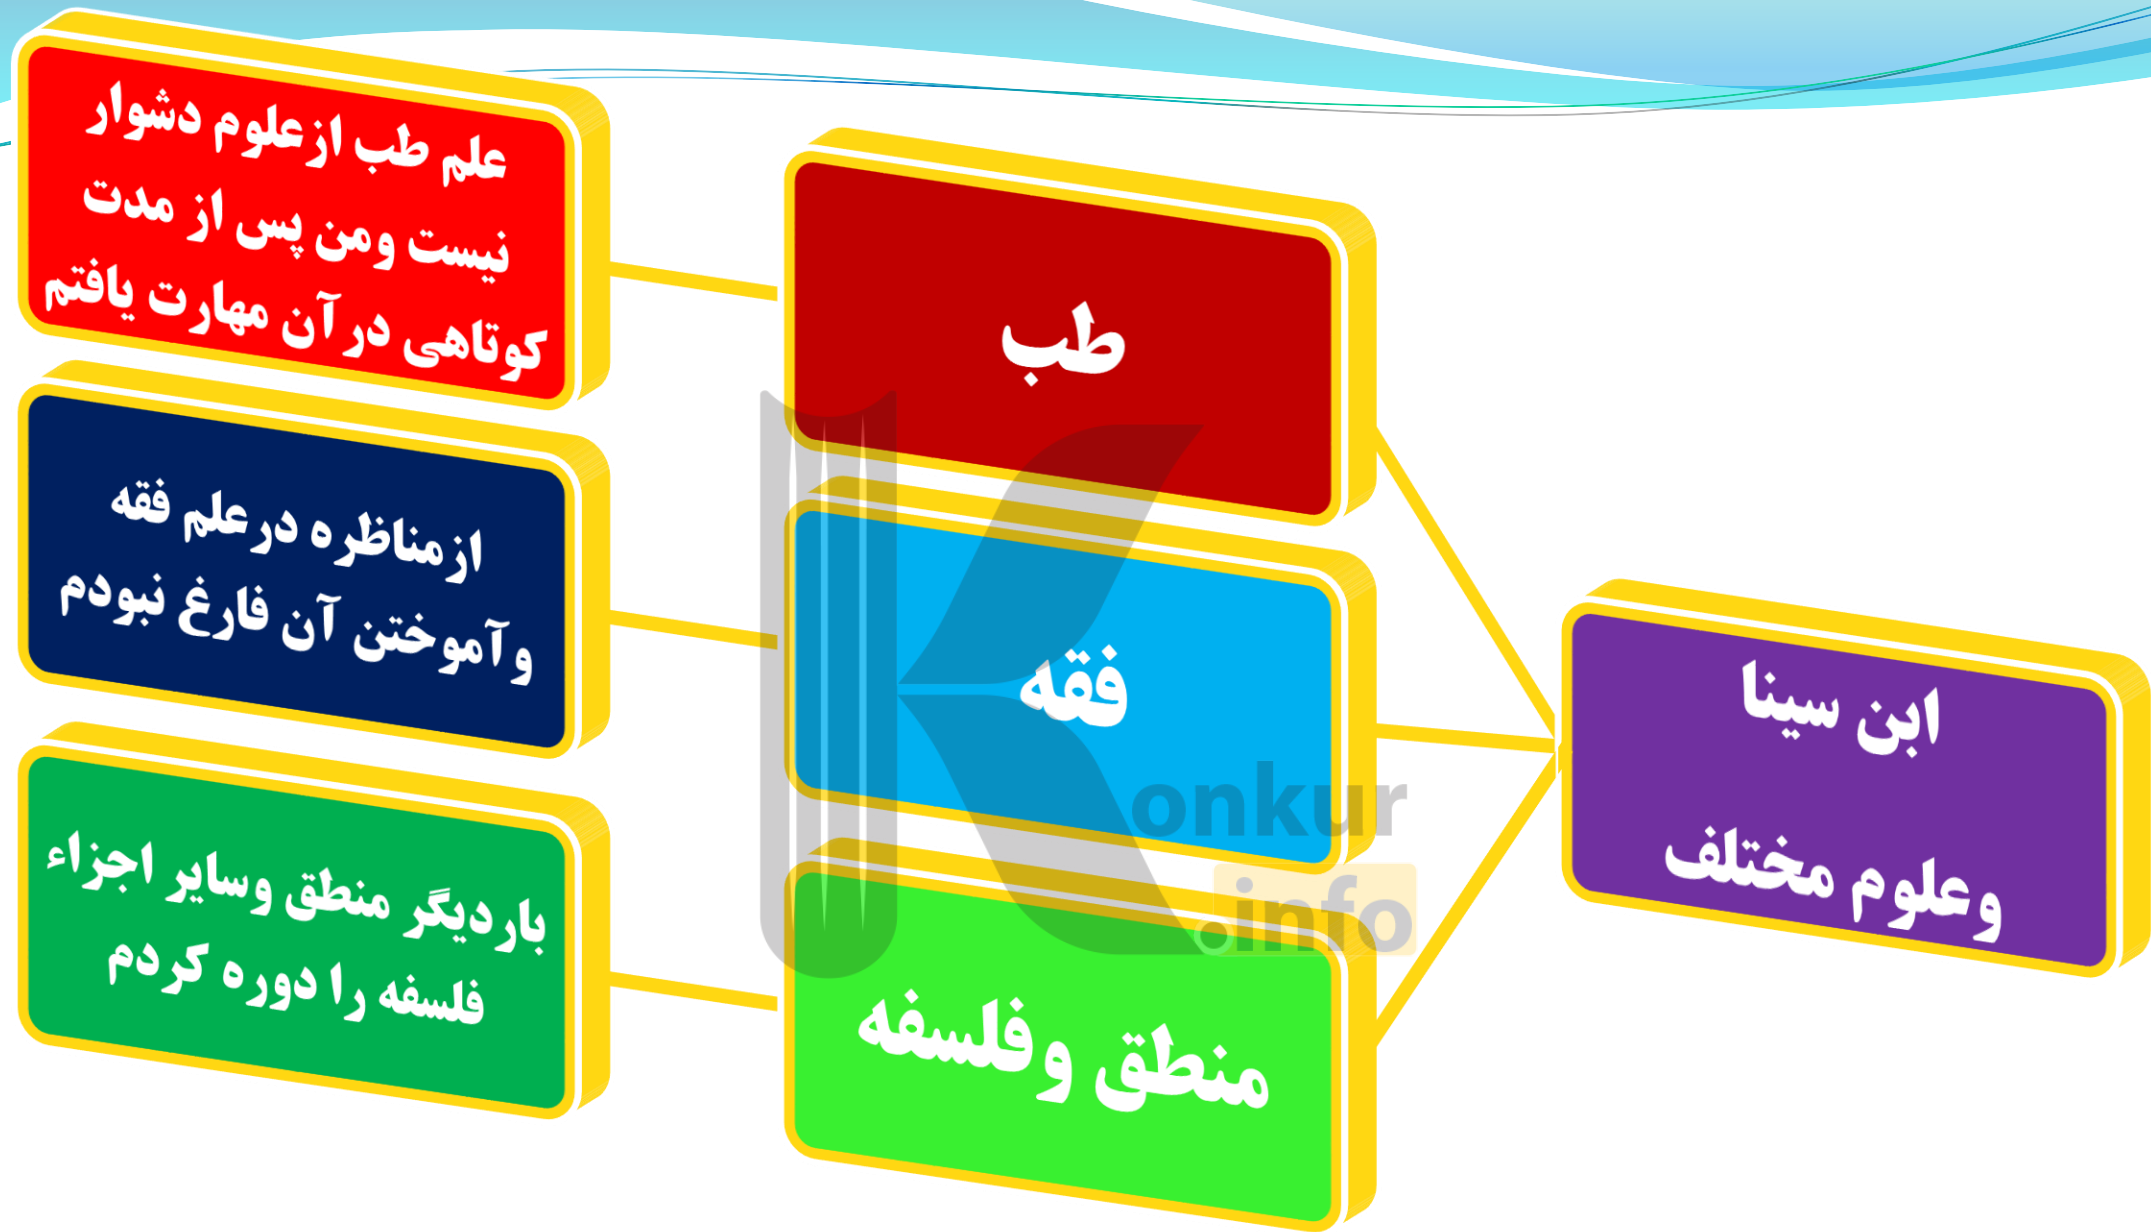 ابن سینا
وعلوم مختلف
طب
علم طب ازعلوم دشوار
نیست ومن پس از مدت
کوتاهی درآن مهارت یافتم
فقه
ازمناظره درعلم فقه
وآموختن آن فارغ نبودم
منطق وفلسفه
باردیگر منطق وسایر اجزاء
فلسفه را دوره کردم
Konkur
.info